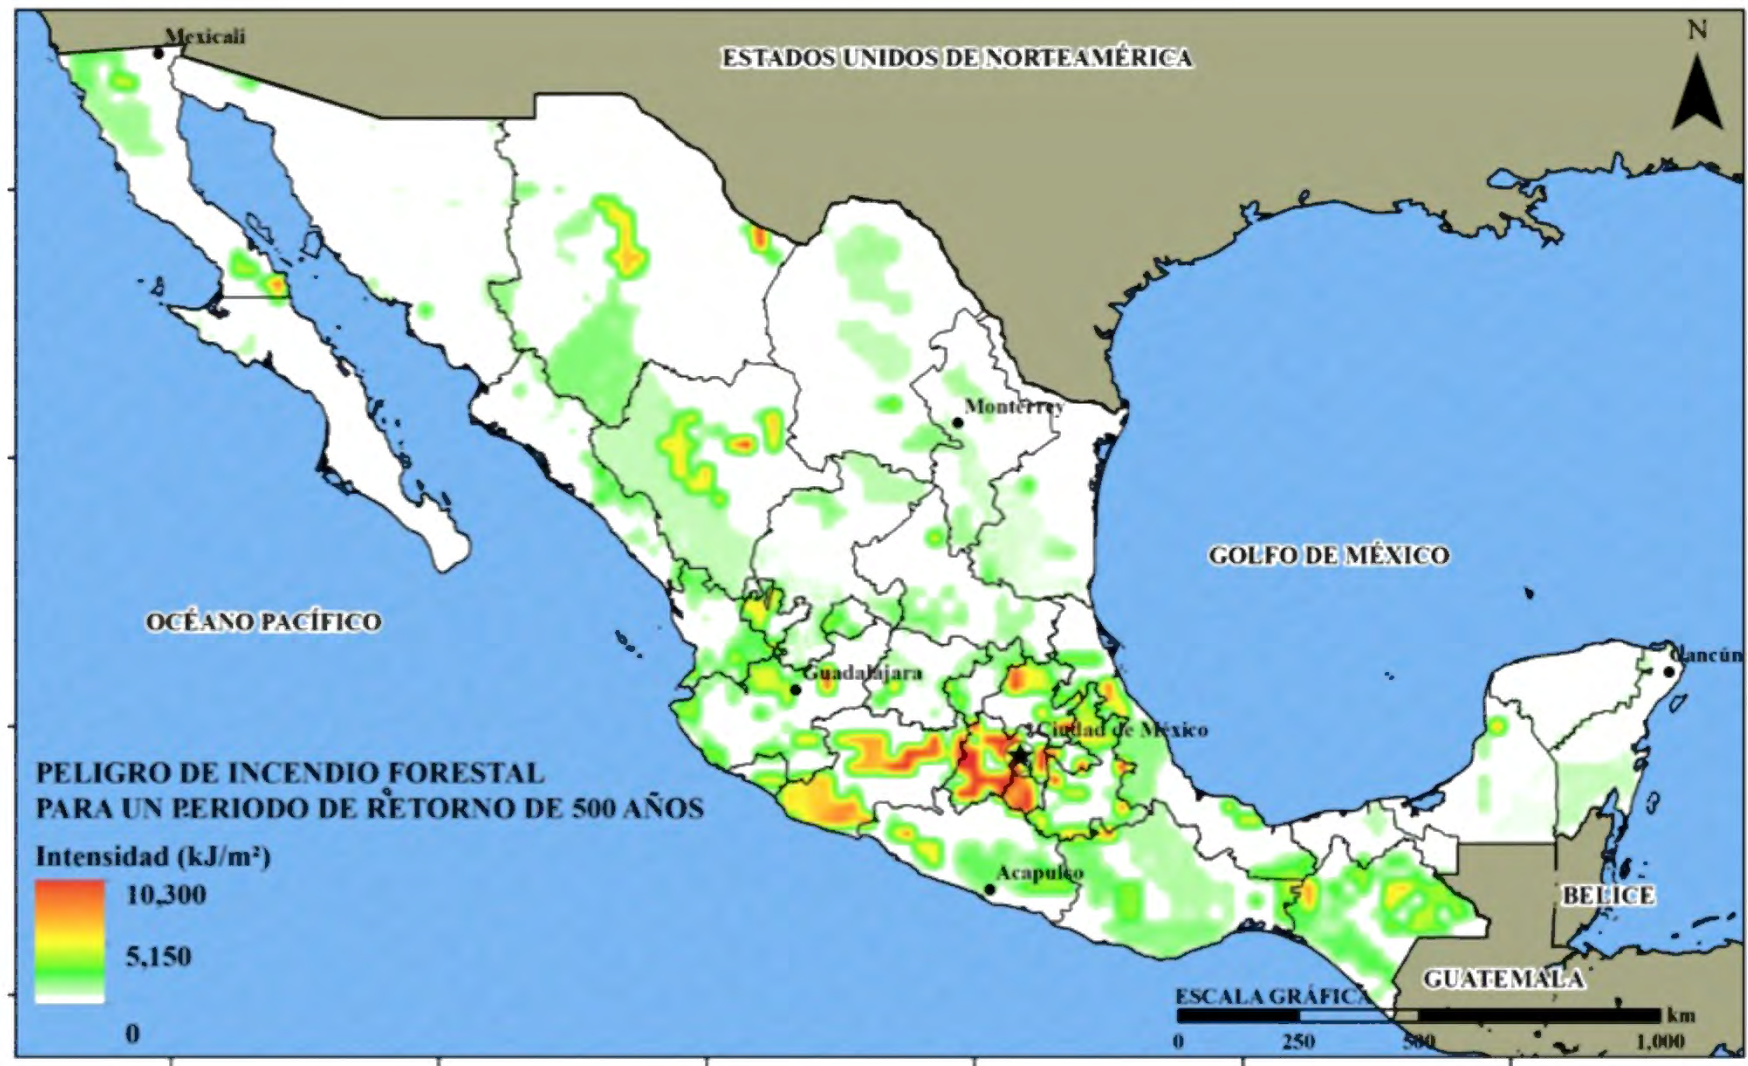 Mexicali
ESTADOS UNIDOS DE NORTEAMÉRICA
N
Monterrey
GOLFO DE MÉXICO
OCÉANO PACÍFICO
Cancún
Guadalajara
Ciudad de México
PELIGRO DE INCENDIO FORESTAL
PARA UN PERIODO DE RETORNO DE 500 AÑOS
Intensidad (kJ/m²)
10,300
5,150
0
Acapulco
BELICE
GUATEMALA
ESCALA GRÁFICA
km
0 250 500 1,000